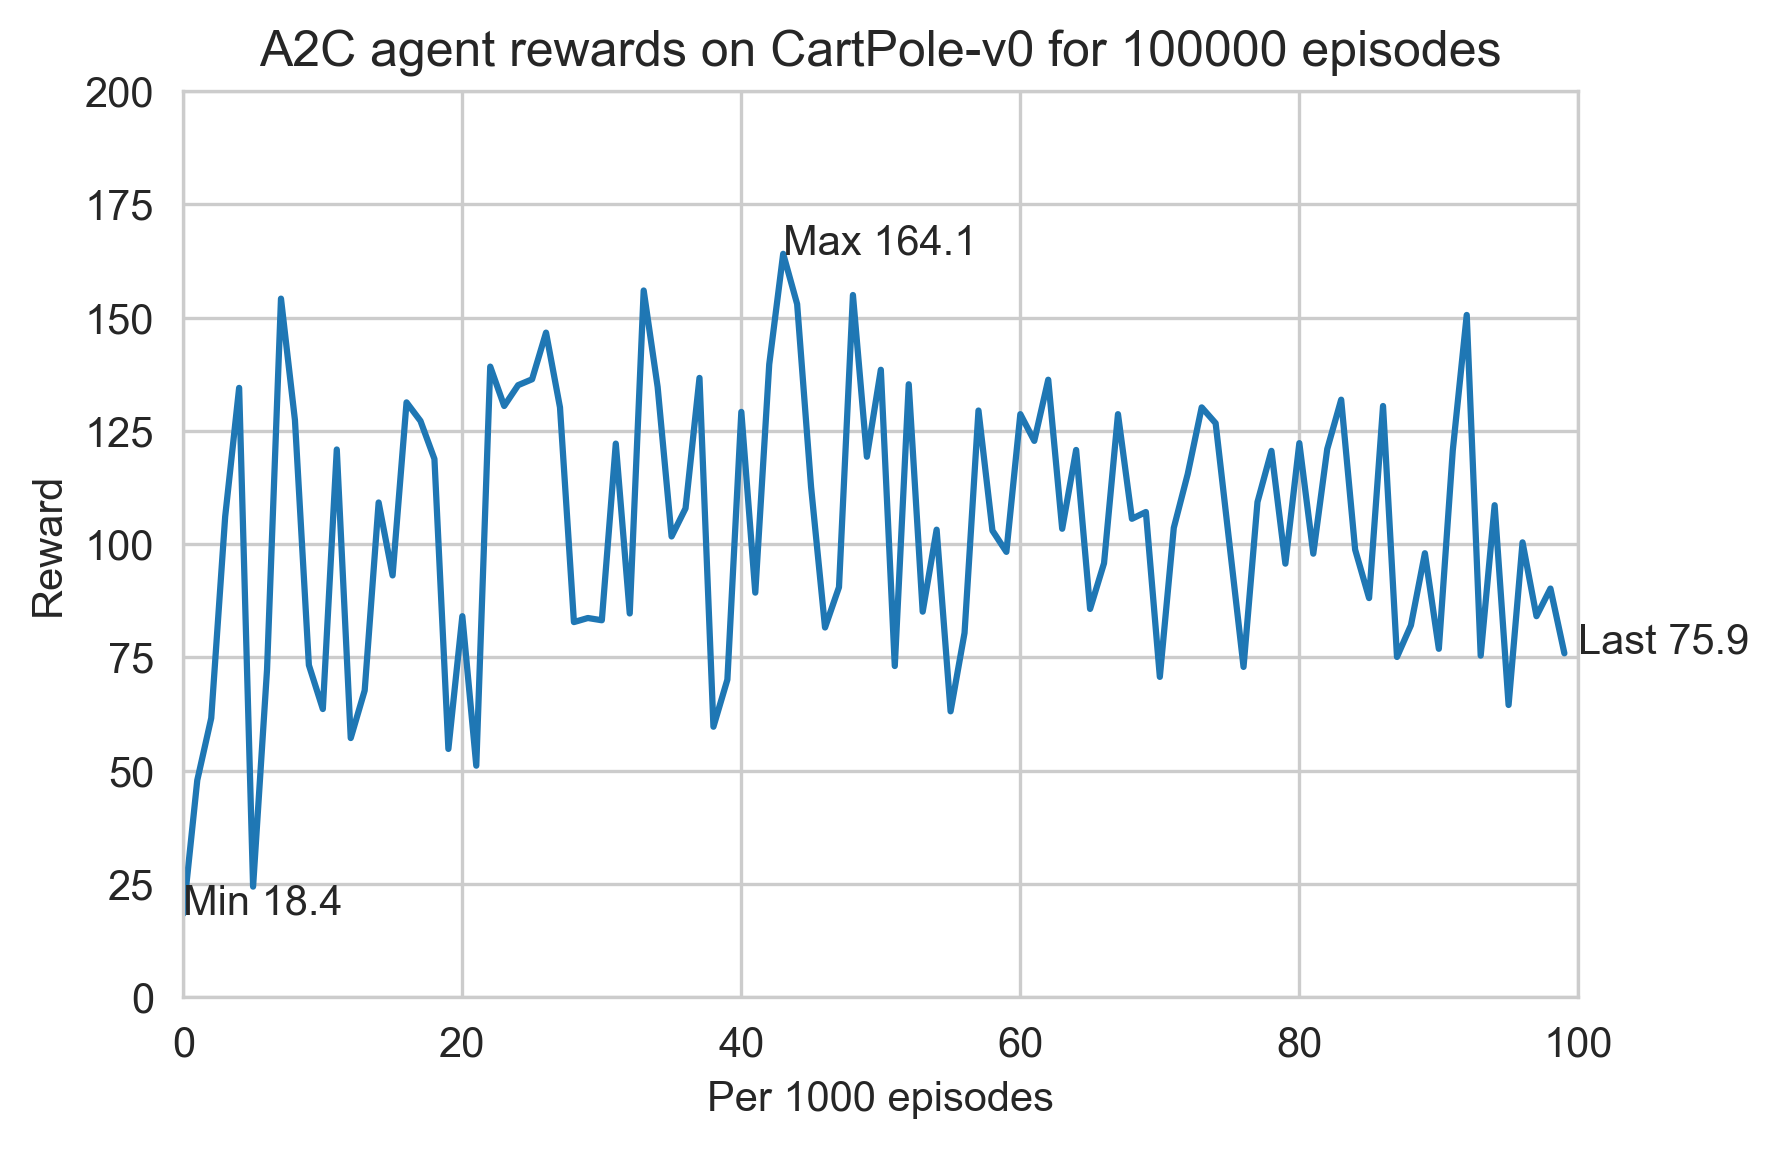 A2C agent rewards on CartPole-v0 for 100000 episodes
200
175
150
125
100
75
50
25
0
Reward
Max 164.1
Last 75.9
Min 18.4
0 20 40 60 80 100
Per 1000 episodes